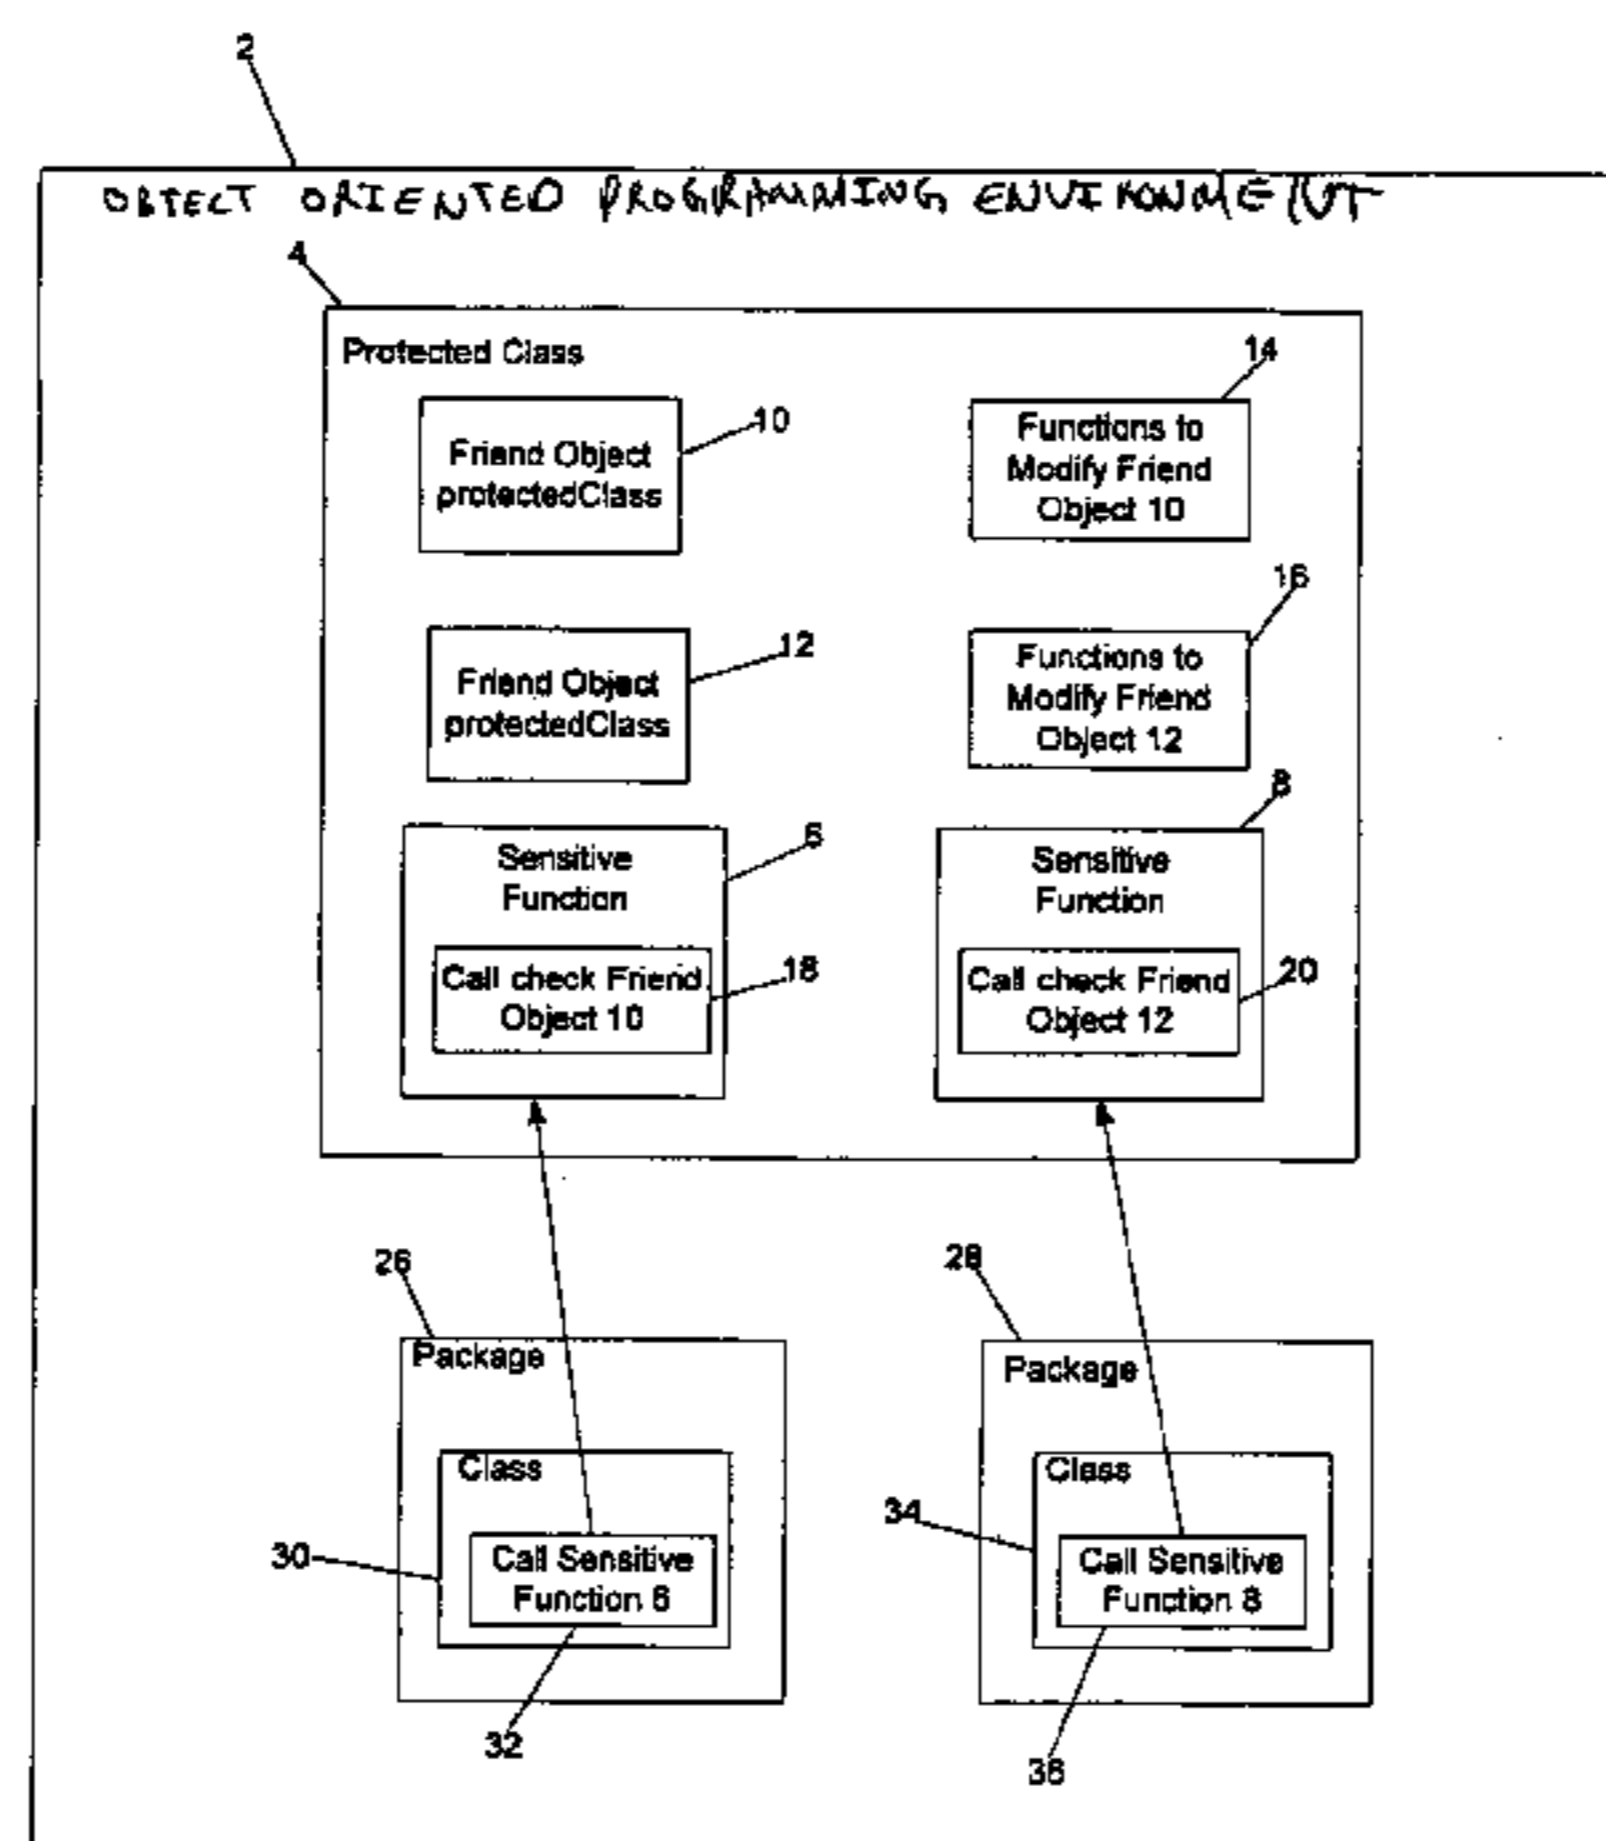 2
OBJECT ORIENTED PROGRAMMING ENVIRONMENT
4
Protected Class
14
10
Friend Object
protectedClass
Functions to
Modify Friend
Object 10
16
12
Friend Object
protectedClass
Functions to
Modify Friend
Object 12
8
6
Sensitive
Function
Sensitive
Function
Call check Friend
Object 10
18
Call check Friend
Object 12
20
26
28
Package
Package
Class
Class
34
30
Call Sensitive
Function 6
Call Sensitive
Function 8
32
36